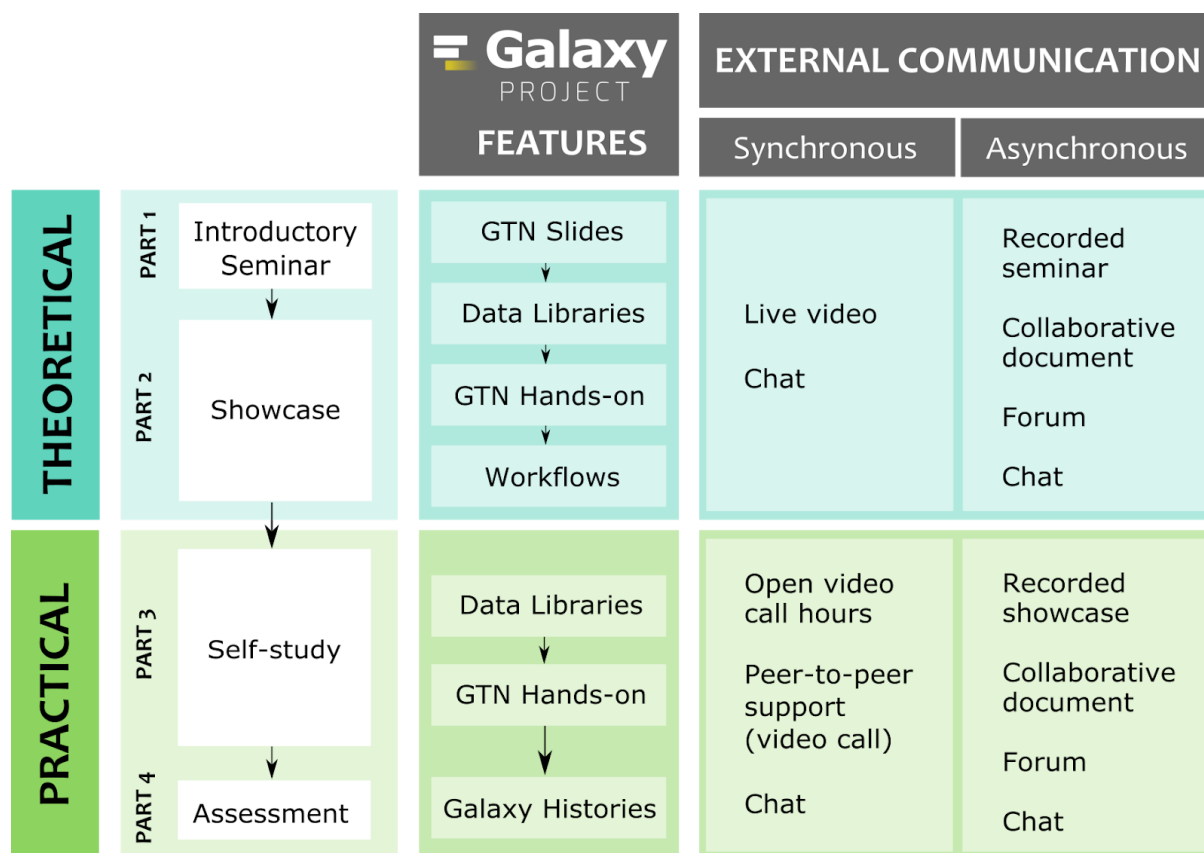 Galaxy
PROJECT
FEATURES
EXTERNAL COMMUNICATION
Synchronous
Asynchronous
THEORETICAL
PART 1
Introductory
Seminar
PART 2
Showcase
GTN Slides
Data Libraries
GTN Hands-on
Workflows
Live video
Chat
Recorded
seminar
Collaborative
document
Forum
Chat
PRACTICAL
PART 3
Self-study
PART 4
Assessment
Data Libraries
GTN Hands-on
Galaxy Histories
Open video
call hours
Peer-to-peer
support
(video call)
Chat
Recorded
showcase
Collaborative
document
Forum
Chat